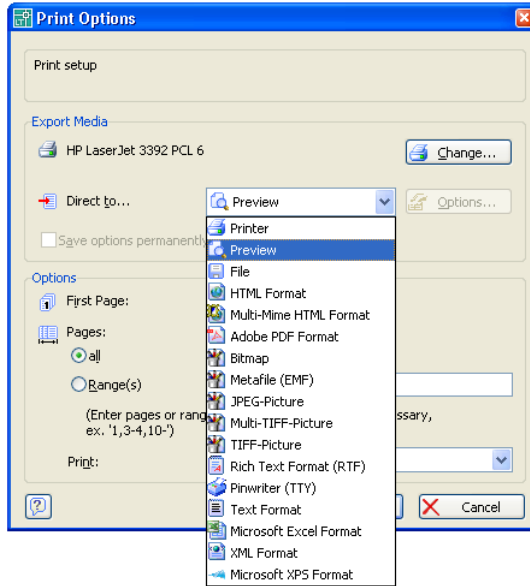 Print Options
Print setup
Export Media
HP LaserJet 3392 PCL 6
Change...
Direct to...
Preview
Options...
Save options permanently
Printer
Preview
File
HTML Format
Multi-Mime HTML Format
Adobe PDF Format
Bitmap
Metafile (EMF)
JPEG-Picture
Multi-TIFF-Picture
TIFF-Picture
Rich Text Format (RTF)
Pinwriter (TTY)
Text Format
Microsoft Excel Format
XML Format
Microsoft XPS Format
Options
First Page:
Pages:
all
Range(s)
(Enter pages or
ex. '1,3-4,10-')
Print:
Cancel